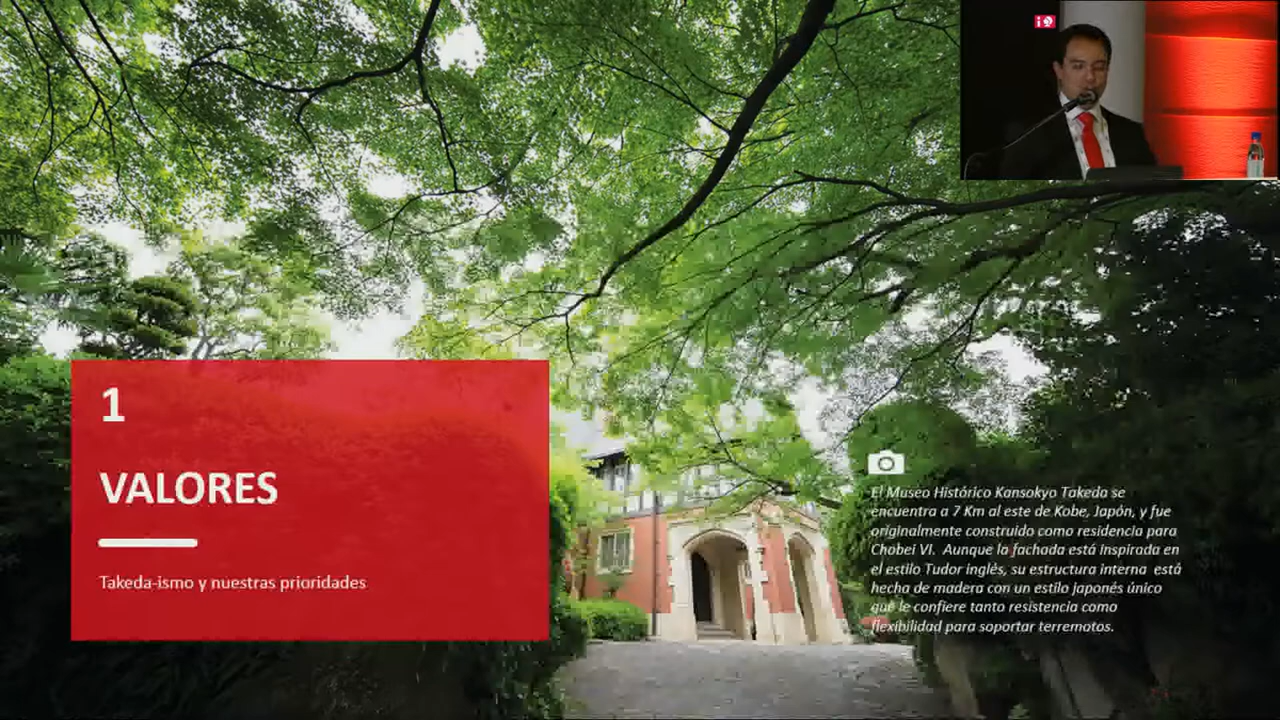 iQ
1
VALORES
Takeda-ismo y nuestras prioridades
El Museo Histórico Kansokyo Takeda se
encuentra a 7 Km al este de Kobe, Japón, y fue
originalmente construido como residencia para
Chobei VI. Aunque la fachada está inspirada en
el estilo Tudor inglés, su estructura interna está
hecha de madera con un estilo japonés único
que le confiere tanto resistencia como
flexibilidad para soportar terremotos.